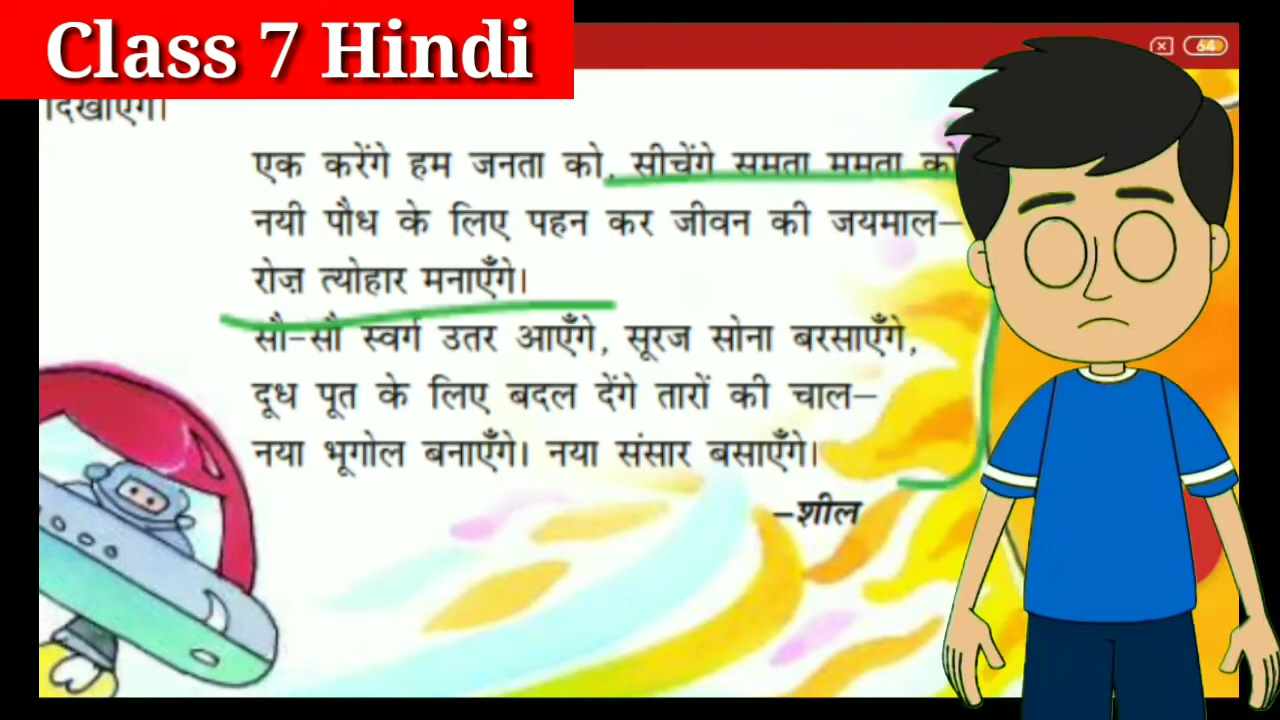 Class 7 Hindi
64
दिखाएँगे।
एक करेंगे हम जनता को, सीचेंगे समता ममता को
नयी पौध के लिए पहन कर जीवन की जयमाल–
रोज़ त्योहार मनाएँगे।
सौ-सौ स्वर्ग उतर आएँगे, सूरज सोना बरसाएँगे,
दूध पूत के लिए बदल देंगे तारों की चाल–
नया भूगोल बनाएँगे। नया संसार बसाएँगे।
–शील